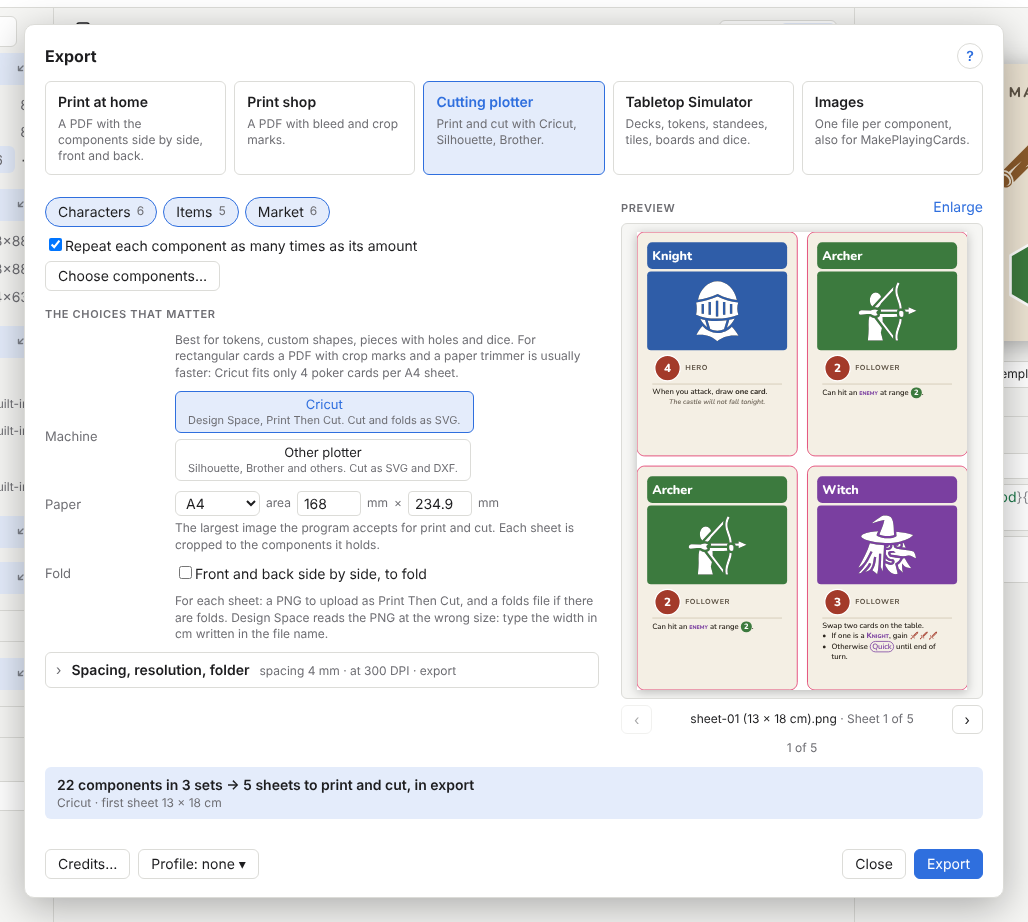 Export
?
Print at home
A PDF with the
components side by side,
front and back.
Print shop
A PDF with bleed and crop
marks.
Cutting plotter
Print and cut with Cricut,
Silhouette, Brother.
Tabletop Simulator
Decks, tokens, standees,
tiles, boards and dice.
Images
One file per component,
also for MakePlayingCards.
Characters 6
Items 5
Market 6
Repeat each component as many times as its amount
Choose components...
THE CHOICES THAT MATTER
Best for tokens, custom shapes, pieces with holes and dice. For
rectangular cards a PDF with crop marks and a paper trimmer is usually
faster: Cricut fits only 4 poker cards per A4 sheet.
Machine
Cricut
Design Space, Print Then Cut. Cut and folds as SVG.
Other plotter
Silhouette, Brother and others. Cut as SVG and DXF.
Paper
A4 area 168 mm × 234.9 mm
The largest image the program accepts for print and cut. Each sheet is
cropped to the components it holds.
Fold
Front and back side by side, to fold
For each sheet: a PNG to upload as Print Then Cut, and a folds file if there
are folds. Design Space reads the PNG at the wrong size: type the width in
cm written in the file name.
› Spacing, resolution, folder spacing 4 mm · at 300 DPI · export
PREVIEW
Enlarge
Knight
4 HERO
When you attack, draw one card.
The castle will not fall tonight.
Archer
2 FOLLOWER
Can hit an ENEMY at range 2.
Archer
2 FOLLOWER
Can hit an ENEMY at range 2.
Witch
3 FOLLOWER
Swap two cards on the table.
• If one is a KNIGHT, gain
• Otherwise Quick until end of
turn.
‹
sheet-01 (13 × 18 cm).png · Sheet 1 of 5
›
1 of 5
22 components in 3 sets → 5 sheets to print and cut, in export
Cricut · first sheet 13 × 18 cm
Credits...
Profile: none ▾
Close
Export